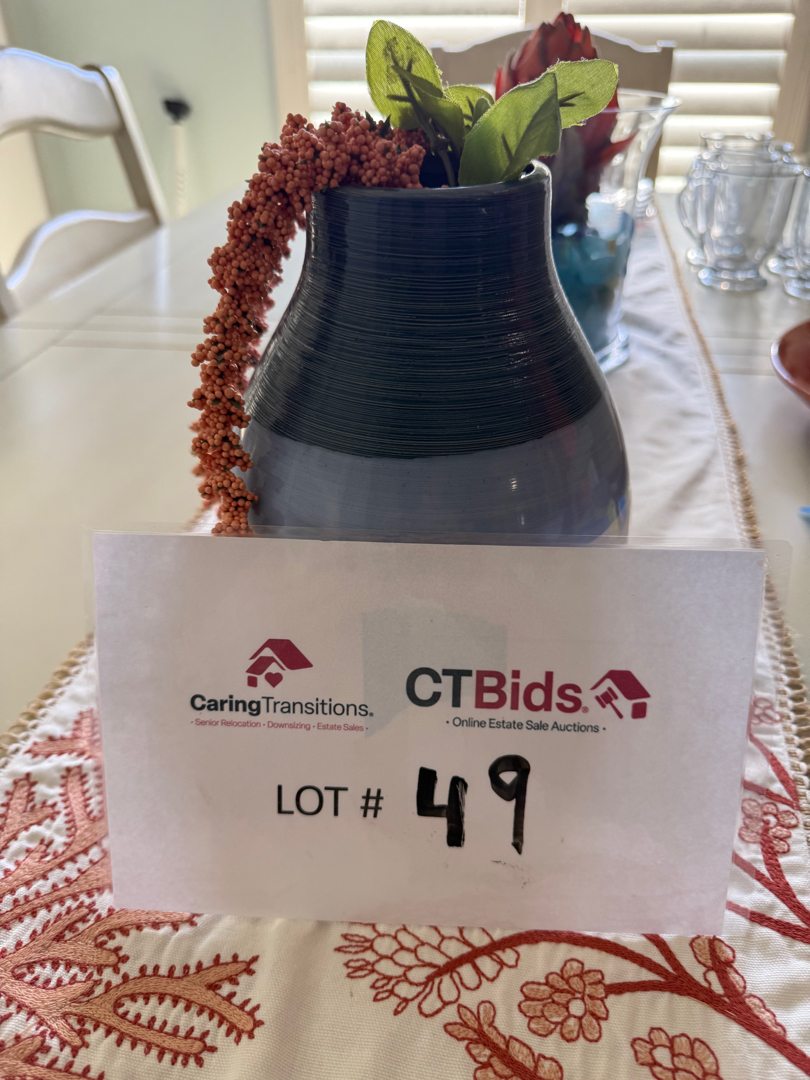 CaringTransitions®
• Senior Relocation • Downsizing • Estate Sales •
CTBids®
• Online Estate Sale Auctions •
LOT # 49